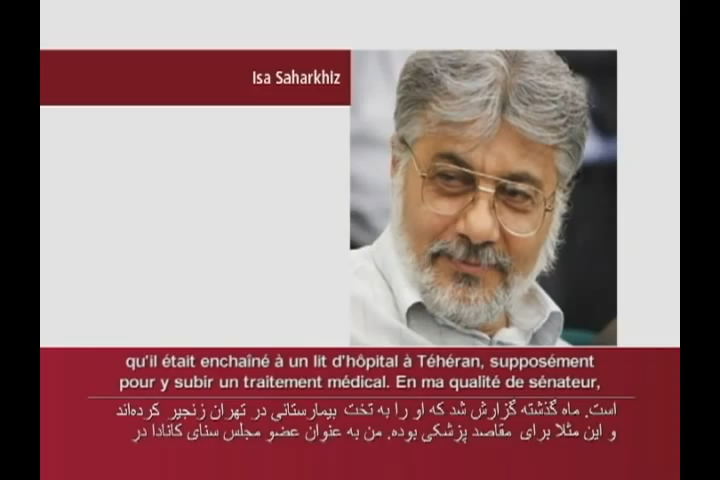 Isa Saharkhiz
qu'il était enchaîné à un lit d'hôpital à Téhéran, supposément
pour y subir un traitement médical. En ma qualité de sénateur,
است. ماه گذشته گزارش شد که او را به تخت بیمارستانی در تهران زنجیر کرده‌اند
و این مثلا برای مقاصد پزشکی بوده. من به عنوان عضو مجلس سنای کانادا در